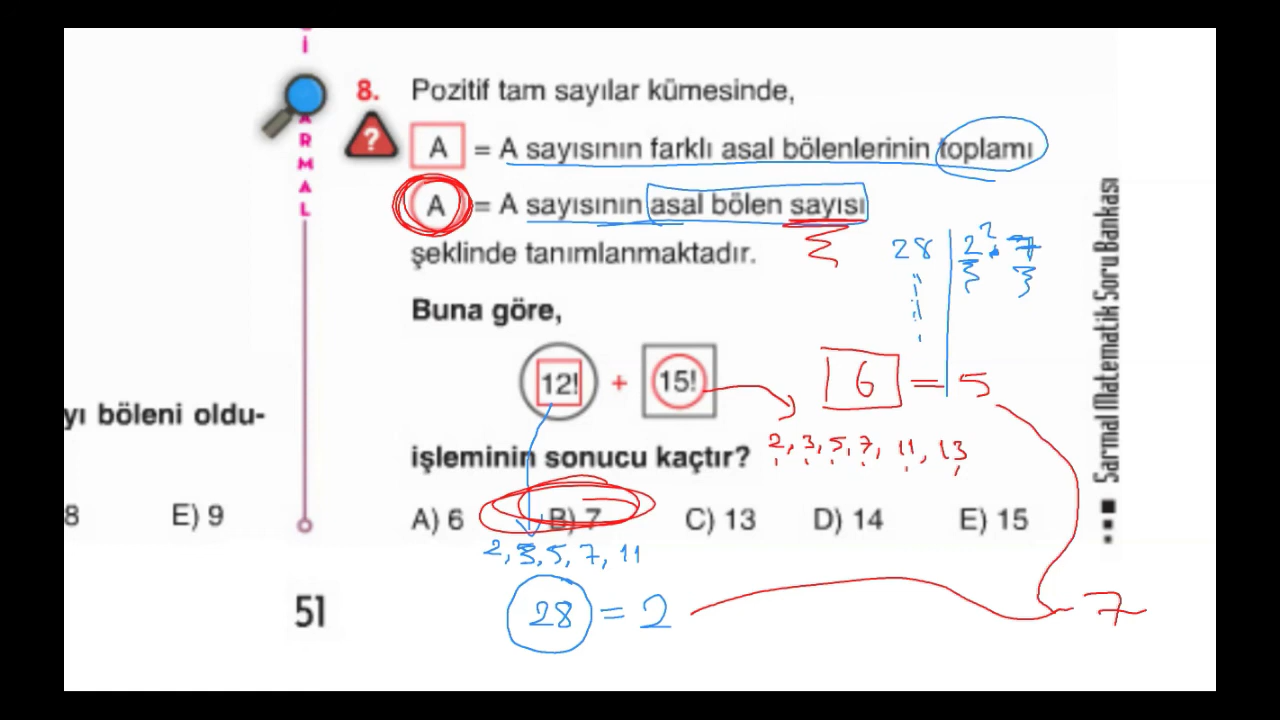 İ
A
R
M
A
L
8. Pozitif tam sayılar kümesinde,
?
A = A sayısının farklı asal bölenlerinin toplamı
A = A sayısının asal bölen sayısı
şeklinde tanımlanmaktadır.
28 2² . 7
Buna göre,
12! + 15!
6 = 5
yı böleni oldu-
2, 3, 5, 7, 11, 13
işleminin sonucu kaçtır?
8 E) 9
A) 6 B) 7 C) 13 D) 14 E) 15
2, 3, 5, 7, 11
28 = 2
7
51
Sarmal Matematik Soru Bankası